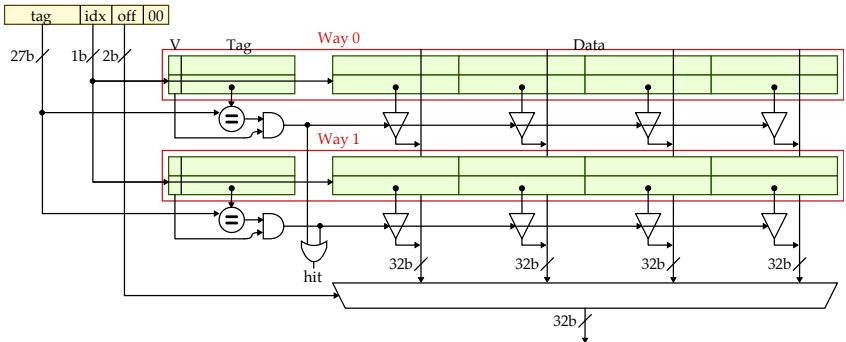 tag idx off 00
27b 1b 2b
V Tag Way 0 Data
=
Way 1
=
hit
32b 32b 32b 32b
32b